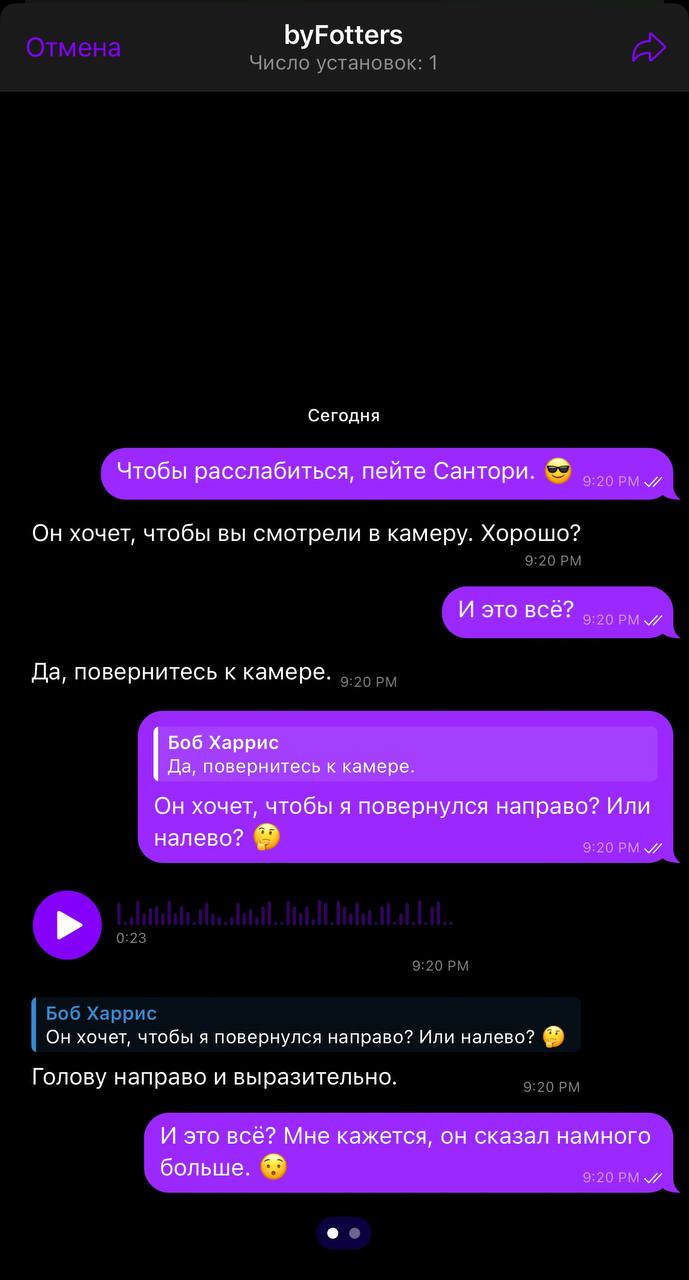 Отмена
byFotters
Число установок: 1
Сегодня
Чтобы расслабиться, пейте Сантори. 😎 9:20 PM
Он хочет, чтобы вы смотрели в камеру. Хорошо?
9:20 PM
И это всё? 9:20 PM
Да, повернитесь к камере. 9:20 PM
Боб Харрис
Да, повернитесь к камере.
Он хочет, чтобы я повернулся направо? Или
налево? 🤔 9:20 PM
0:23
9:20 PM
Боб Харрис
Он хочет, чтобы я повернулся направо? Или налево? 🤔
Голову направо и выразительно. 9:20 PM
И это всё? Мне кажется, он сказал намного
больше. 😯 9:20 PM